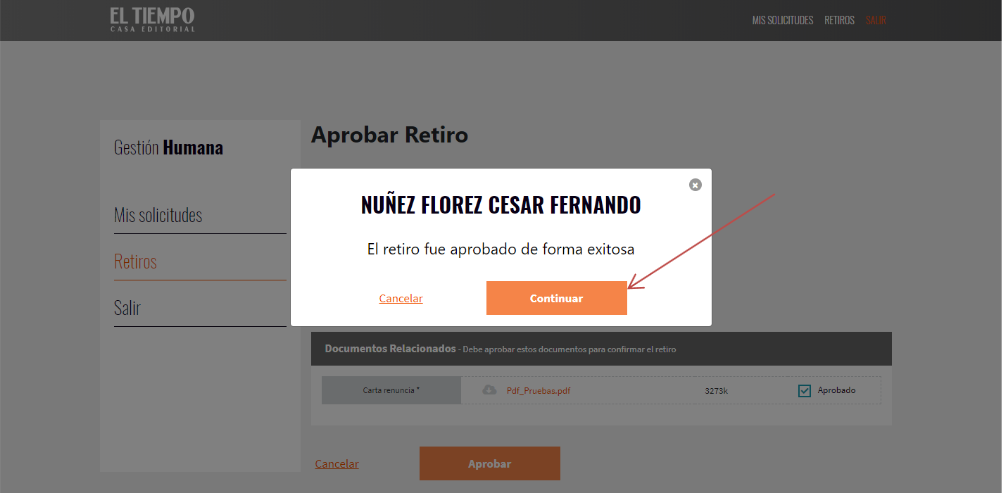 EL TIEMPO
CASA EDITORIAL
MIS SOLICITUDES RETIROS SALIR
Gestión Humana
Mis solicitudes
Retiros
Salir
Aprobar Retiro
NUÑEZ FLOREZ CESAR FERNANDO
El retiro fue aprobado de forma exitosa
Cancelar Continuar
Documentos Relacionados - Debe aprobar estos documentos para confirmar el retiro
Carta renuncia * Pdf_Pruebas.pdf 3273k Aprobado
Cancelar Aprobar